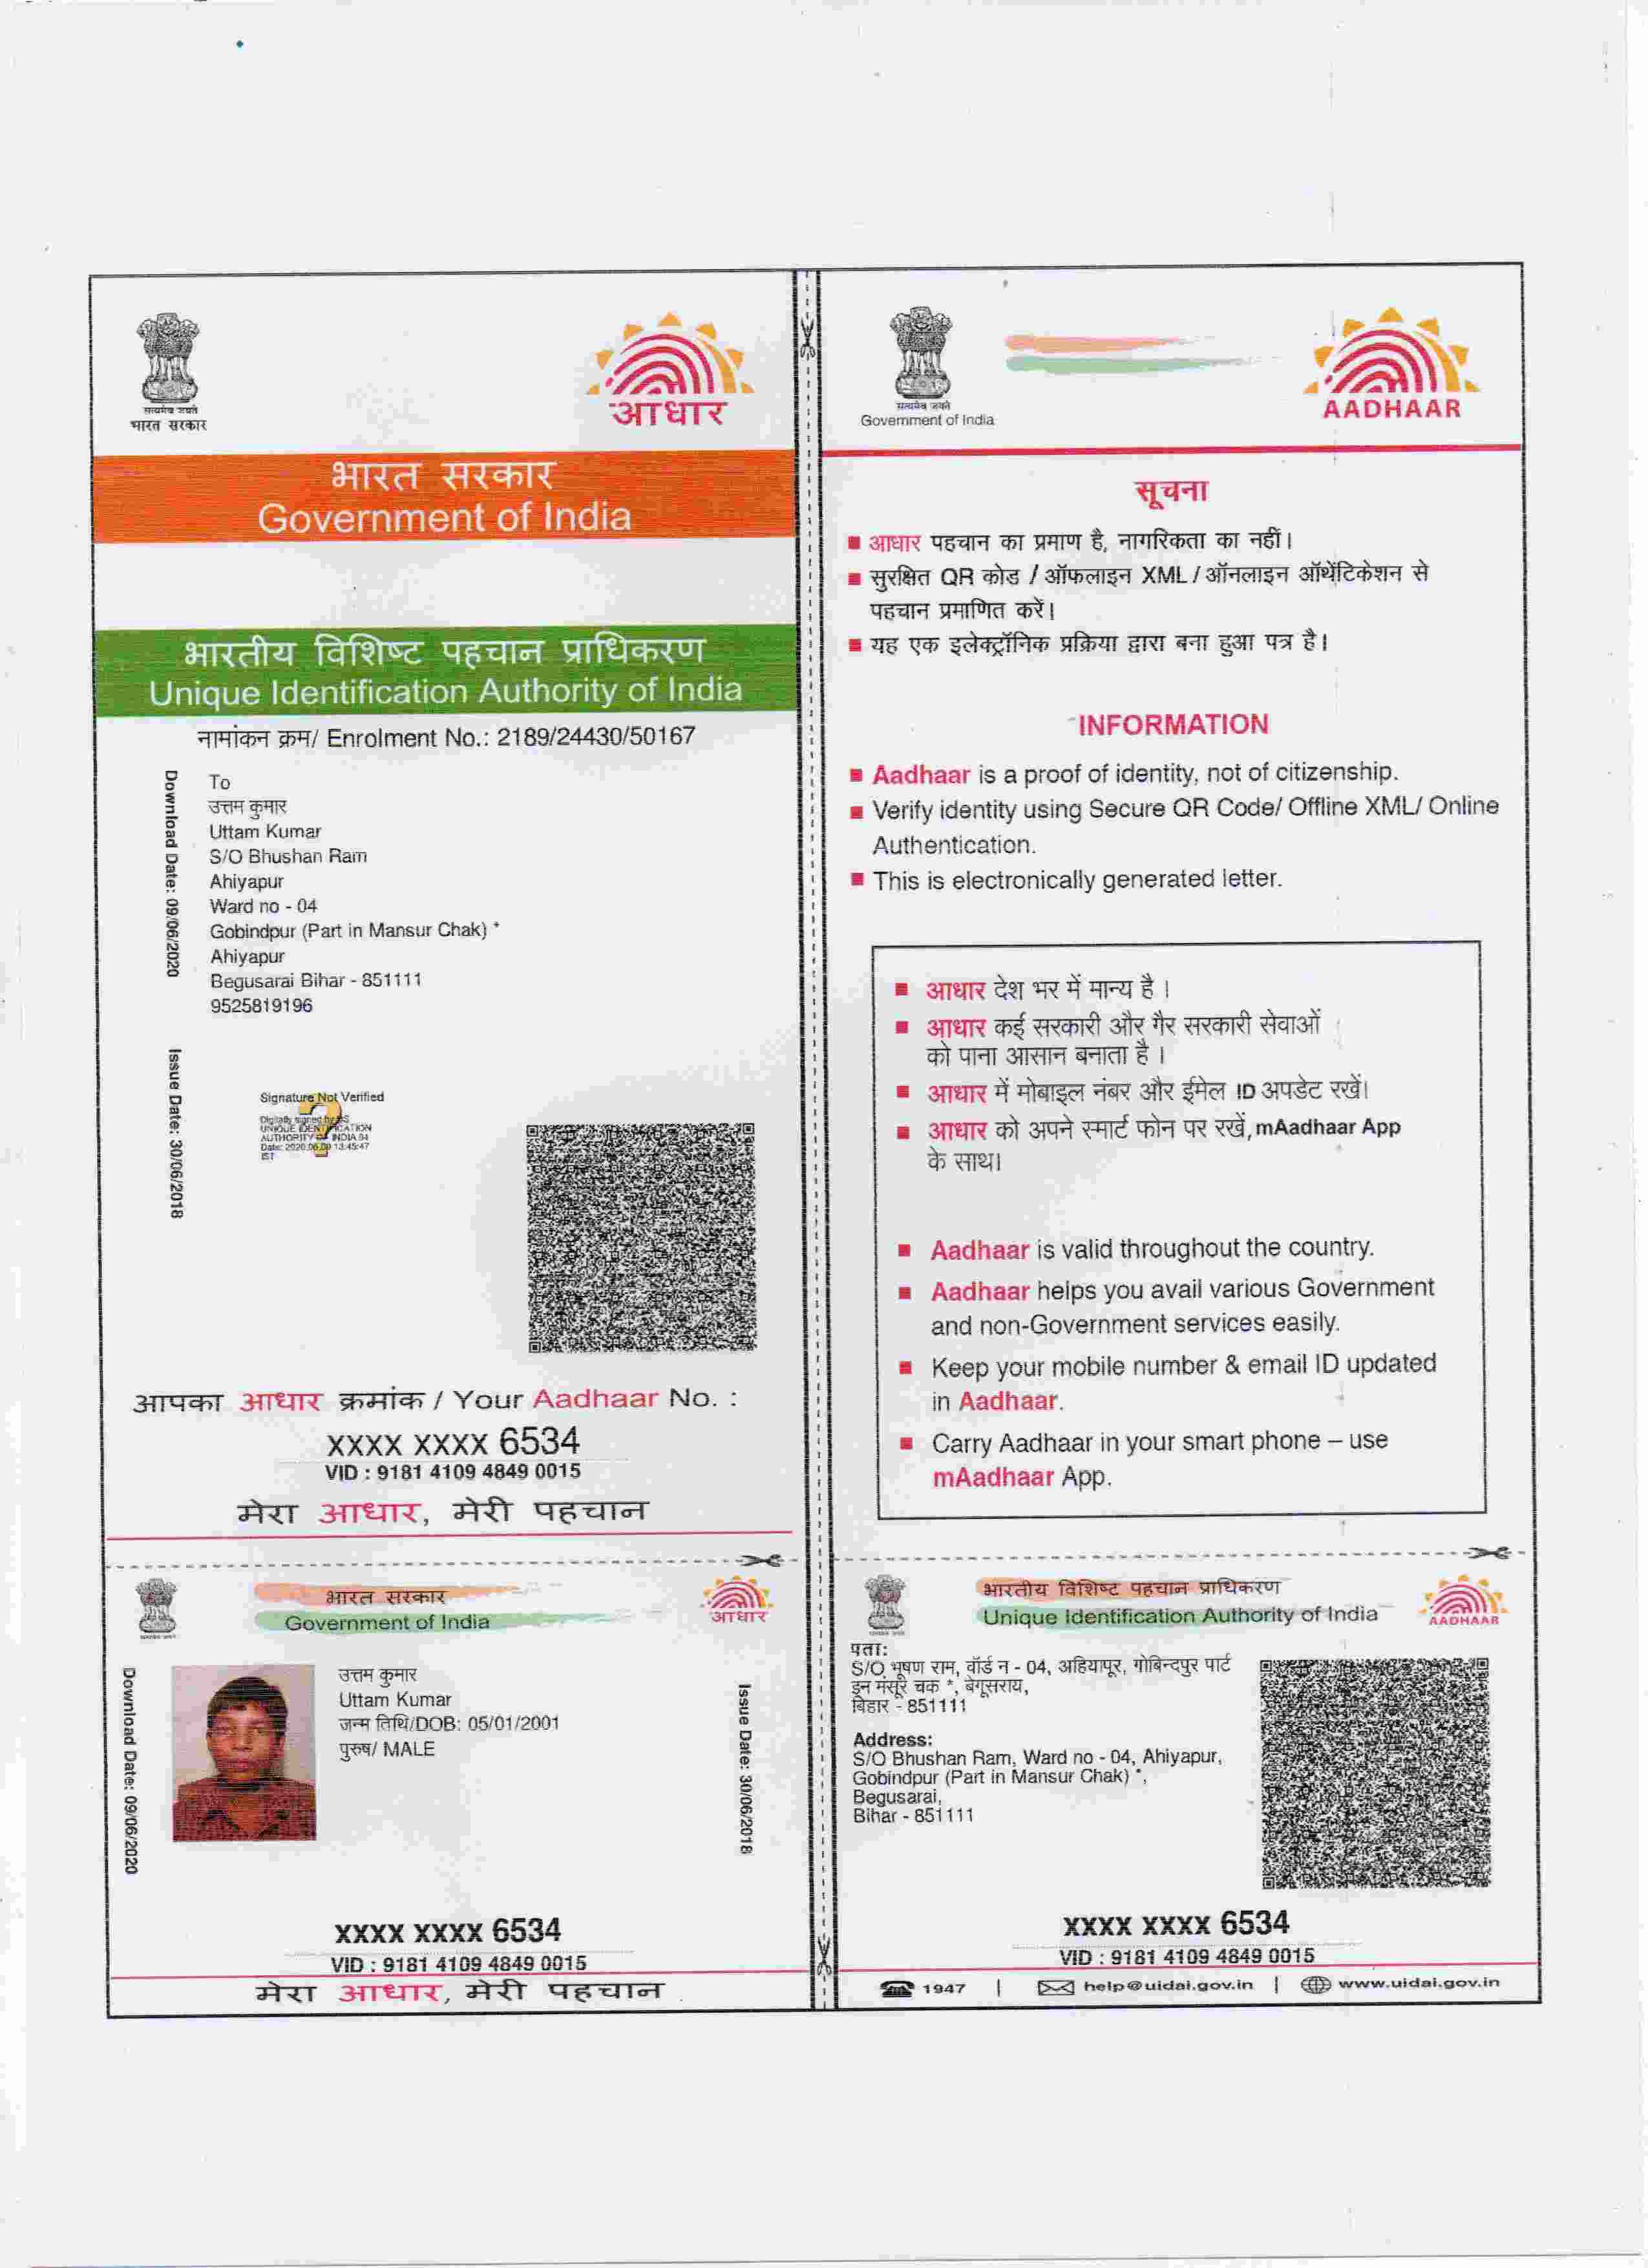 सत्यमेव जयते
भारत सरकार
आधार
भारत सरकार
Government of India
भारतीय विशिष्ट पहचान प्राधिकरण
Unique Identification Authority of India
नामांकन क्रम/ Enrolment No.: 2189/24430/50167
Download Date: 09/06/2020
To
उत्तम कुमार
Uttam Kumar
S/O Bhushan Ram
Ahiyapur
Ward no - 04
Gobindpur (Part in Mansur Chak) *
Ahiyapur
Begusarai Bihar - 851111
9525819196
Issue Date: 30/06/2018
Signature Not Verified
Digitally signed by DS
UNIQUE IDENTIFICATION
AUTHORITY OF INDIA 04
Date: 2020.06.09 13:45:47
IST
आपका आधार क्रमांक / Your Aadhaar No. :
XXXX XXXX 6534
VID : 9181 4109 4849 0015
मेरा आधार, मेरी पहचान
सत्यमेव जयते
Government of India
AADHAAR
सूचना
आधार पहचान का प्रमाण है, नागरिकता का नहीं।
सुरक्षित QR कोड / ऑफलाइन XML / ऑनलाइन ऑथेंटिकेशन से
पहचान प्रमाणित करें।
यह एक इलेक्ट्रॉनिक प्रक्रिया द्वारा बना हुआ पत्र है।
INFORMATION
Aadhaar is a proof of identity, not of citizenship.
Verify identity using Secure QR Code/ Offline XML/ Online
Authentication.
This is electronically generated letter.
आधार देश भर में मान्य है ।
आधार कई सरकारी और गैर सरकारी सेवाओं
को पाना आसान बनाता है ।
आधार में मोबाइल नंबर और ईमेल ID अपडेट रखें।
आधार को अपने स्मार्ट फोन पर रखें, mAadhaar App
के साथ।
Aadhaar is valid throughout the country.
Aadhaar helps you avail various Government
and non-Government services easily.
Keep your mobile number & email ID updated
in Aadhaar.
Carry Aadhaar in your smart phone – use
mAadhaar App.
भारत सरकार
Government of India
आधार
Download Date: 09/06/2020
उत्तम कुमार
Uttam Kumar
जन्म तिथि/DOB: 05/01/2001
पुरुष/ MALE
Issue Date: 30/06/2018
XXXX XXXX 6534
VID : 9181 4109 4849 0015
मेरा आधार, मेरी पहचान
भारतीय विशिष्ट पहचान प्राधिकरण
Unique Identification Authority of India
AADHAAR
पता:
S/O भूषण राम, वॉर्ड न - 04, अहियापूर, गोबिन्दपुर पार्ट
इन मंसूर चक *, बेगूसराय,
बिहार - 851111
Address:
S/O Bhushan Ram, Ward no - 04, Ahiyapur,
Gobindpur (Part in Mansur Chak) *,
Begusarai,
Bihar - 851111
XXXX XXXX 6534
VID : 9181 4109 4849 0015
1947 | help@uidai.gov.in | www.uidai.gov.in